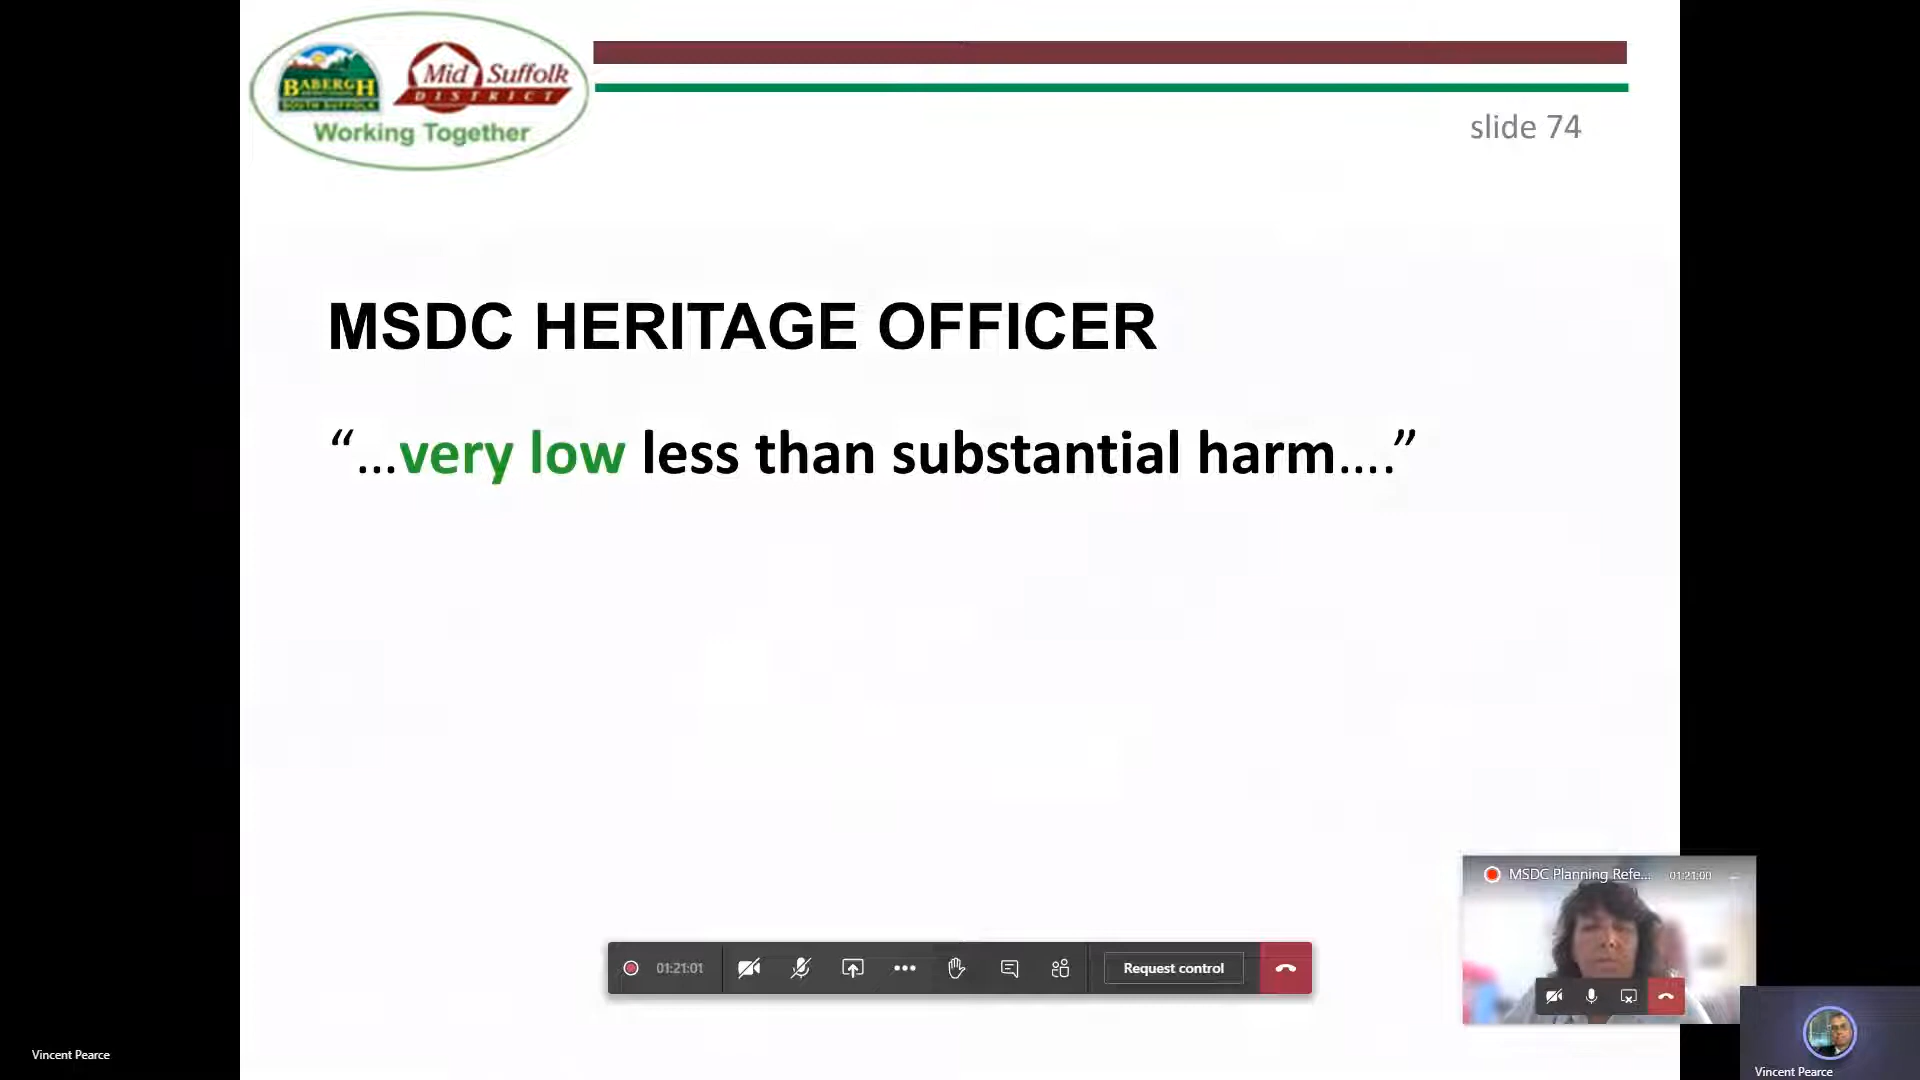 BABERGH
SOUTH SUFFOLK
Mid Suffolk
DISTRICT
Working Together
slide 74
MSDC HERITAGE OFFICER
“...very low less than substantial harm....”
MSDC Planning Refe...
01:21:00
01:21:01
Request control
Vincent Pearce
Vincent Pearce